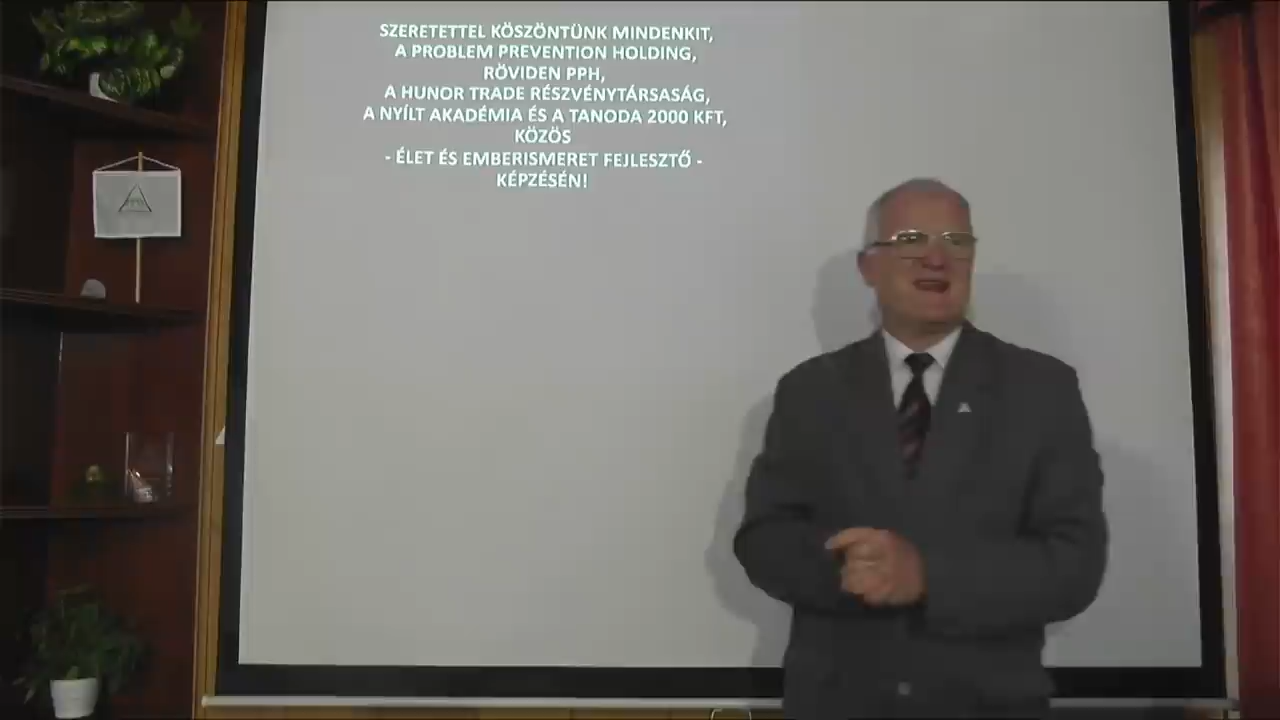 SZERETETTEL KÖSZÖNTÜNK MINDENKIT,
A PROBLEM PREVENTION HOLDING,
RÖVIDEN PPH,
A HUNOR TRADE RÉSZVÉNYTÁRSASÁG,
A NYÍLT AKADÉMIA ÉS A TANODA 2000 KFT,
KÖZÖS
- ÉLET ÉS EMBERISMERET FEJLESZTŐ -
KÉPZÉSÉN!